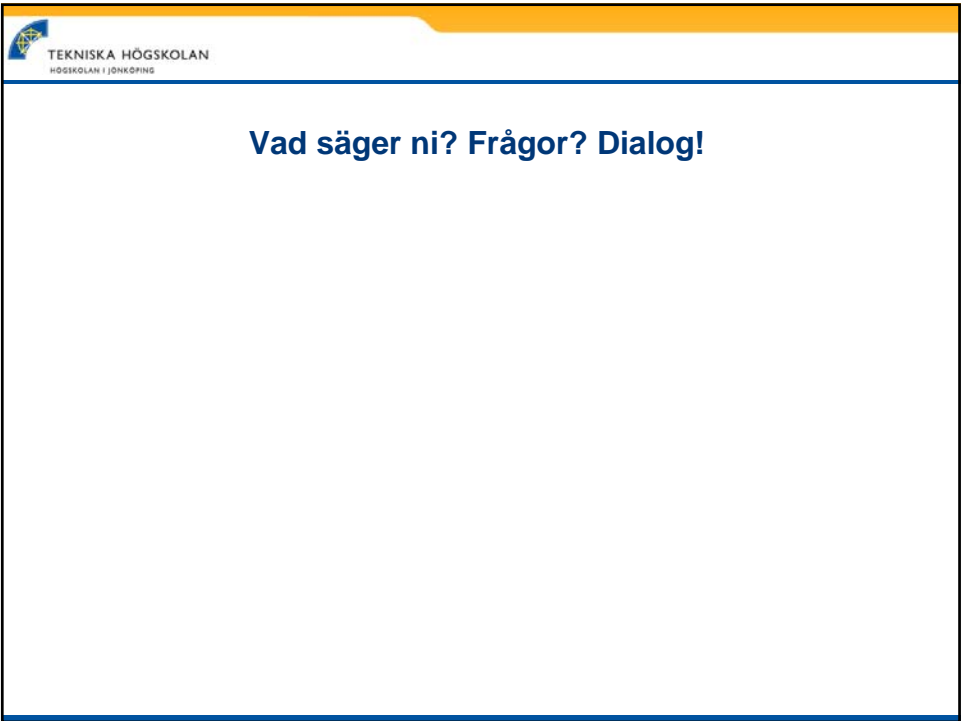 TEKNISKA HÖGSKOLAN
HÖGSKOLAN I JÖNKÖPING
Vad säger ni? Frågor? Dialog!